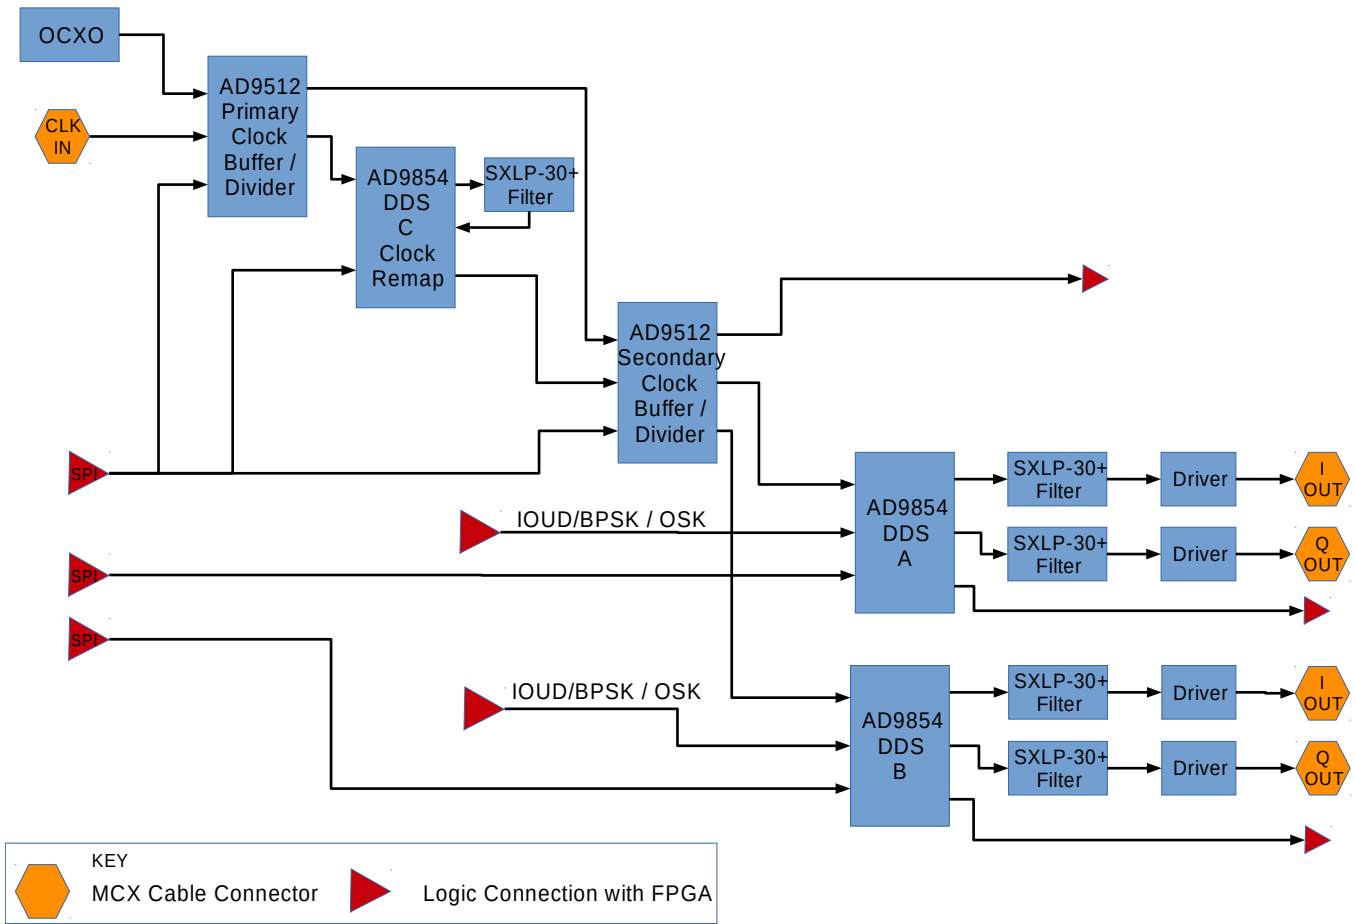 OCXO
CLK
IN
AD9512
Primary
Clock
Buffer /
Divider
AD9854
DDS
C
Clock
Remap
SXLP-30+
Filter
AD9512
Secondary
Clock
Buffer /
Divider
SPI
SPI
SPI
IOUD/BPSK / OSK
IOUD/BPSK / OSK
AD9854
DDS
A
SXLP-30+
Filter
Driver
I
OUT
SXLP-30+
Filter
Driver
Q
OUT
AD9854
DDS
B
SXLP-30+
Filter
Driver
I
OUT
SXLP-30+
Filter
Driver
Q
OUT
KEY
MCX Cable Connector
Logic Connection with FPGA